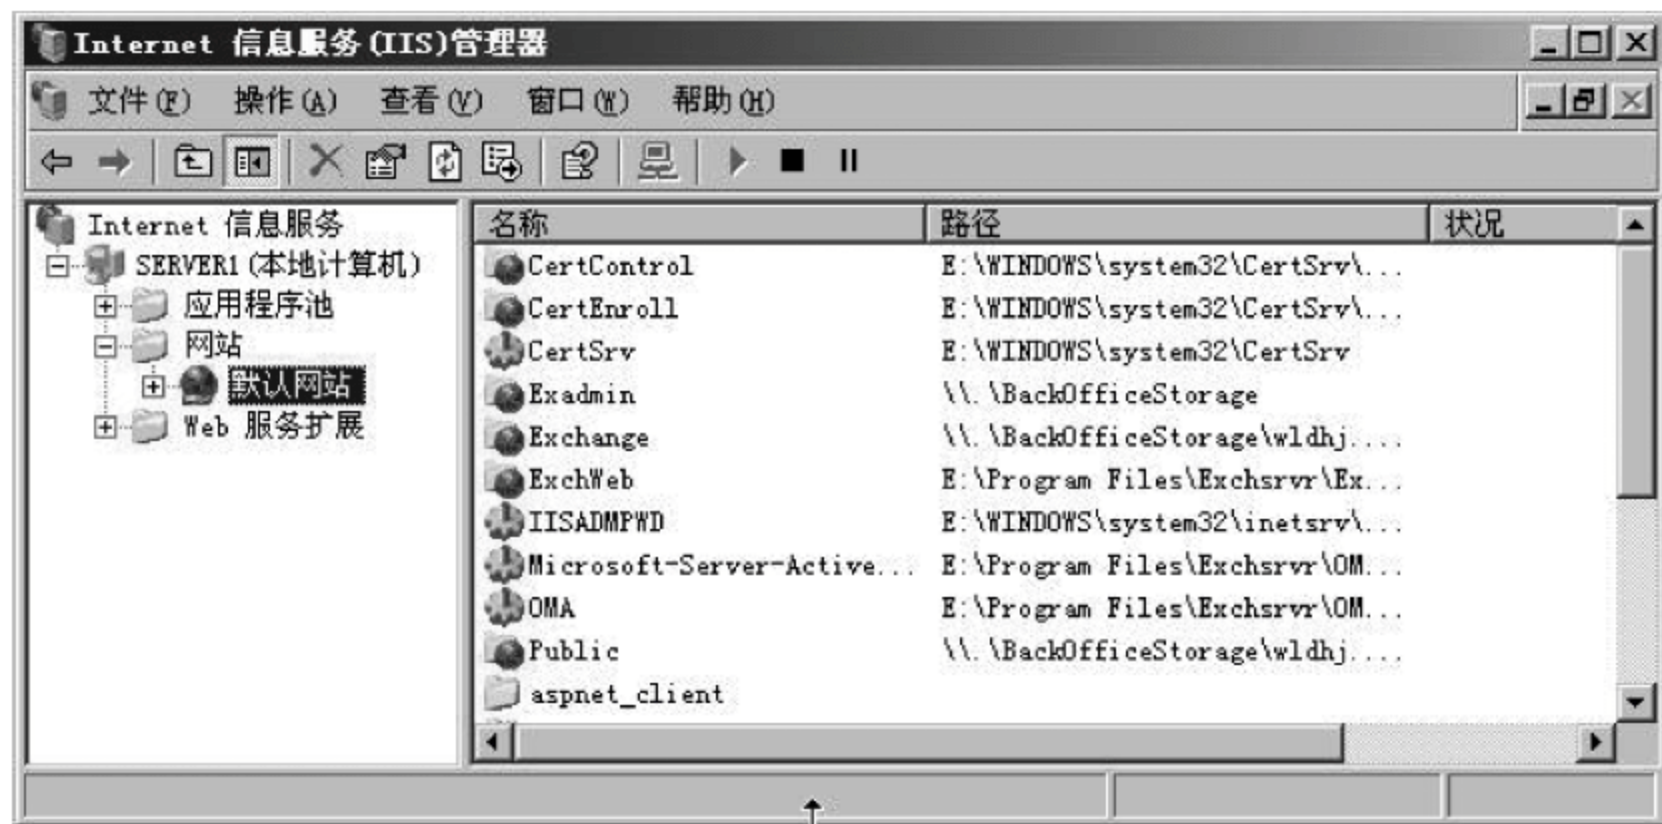 Internet 信息服务(IIS)管理器
文件(F) 操作(A) 查看(V) 窗口(W) 帮助(H)
Internet 信息服务
SERVER1(本地计算机)
应用程序池
网站
默认网站
Web 服务扩展
名称 路径 状况
CertControl E:\WINDOWS\system32\CertSrv\...
CertEnroll E:\WINDOWS\system32\CertSrv\...
CertSrv E:\WINDOWS\system32\CertSrv
Exadmin \\.\BackOfficeStorage
Exchange \\.\BackOfficeStorage\wldhj....
ExchWeb E:\Program Files\Exchsrvr\Ex...
IISADMPWD E:\WINDOWS\system32\inetsrv\...
Microsoft-Server-Active... E:\Program Files\Exchsrvr\OM...
OMA E:\Program Files\Exchsrvr\OM...
Public \\.\BackOfficeStorage\wldhj....
aspnet_client